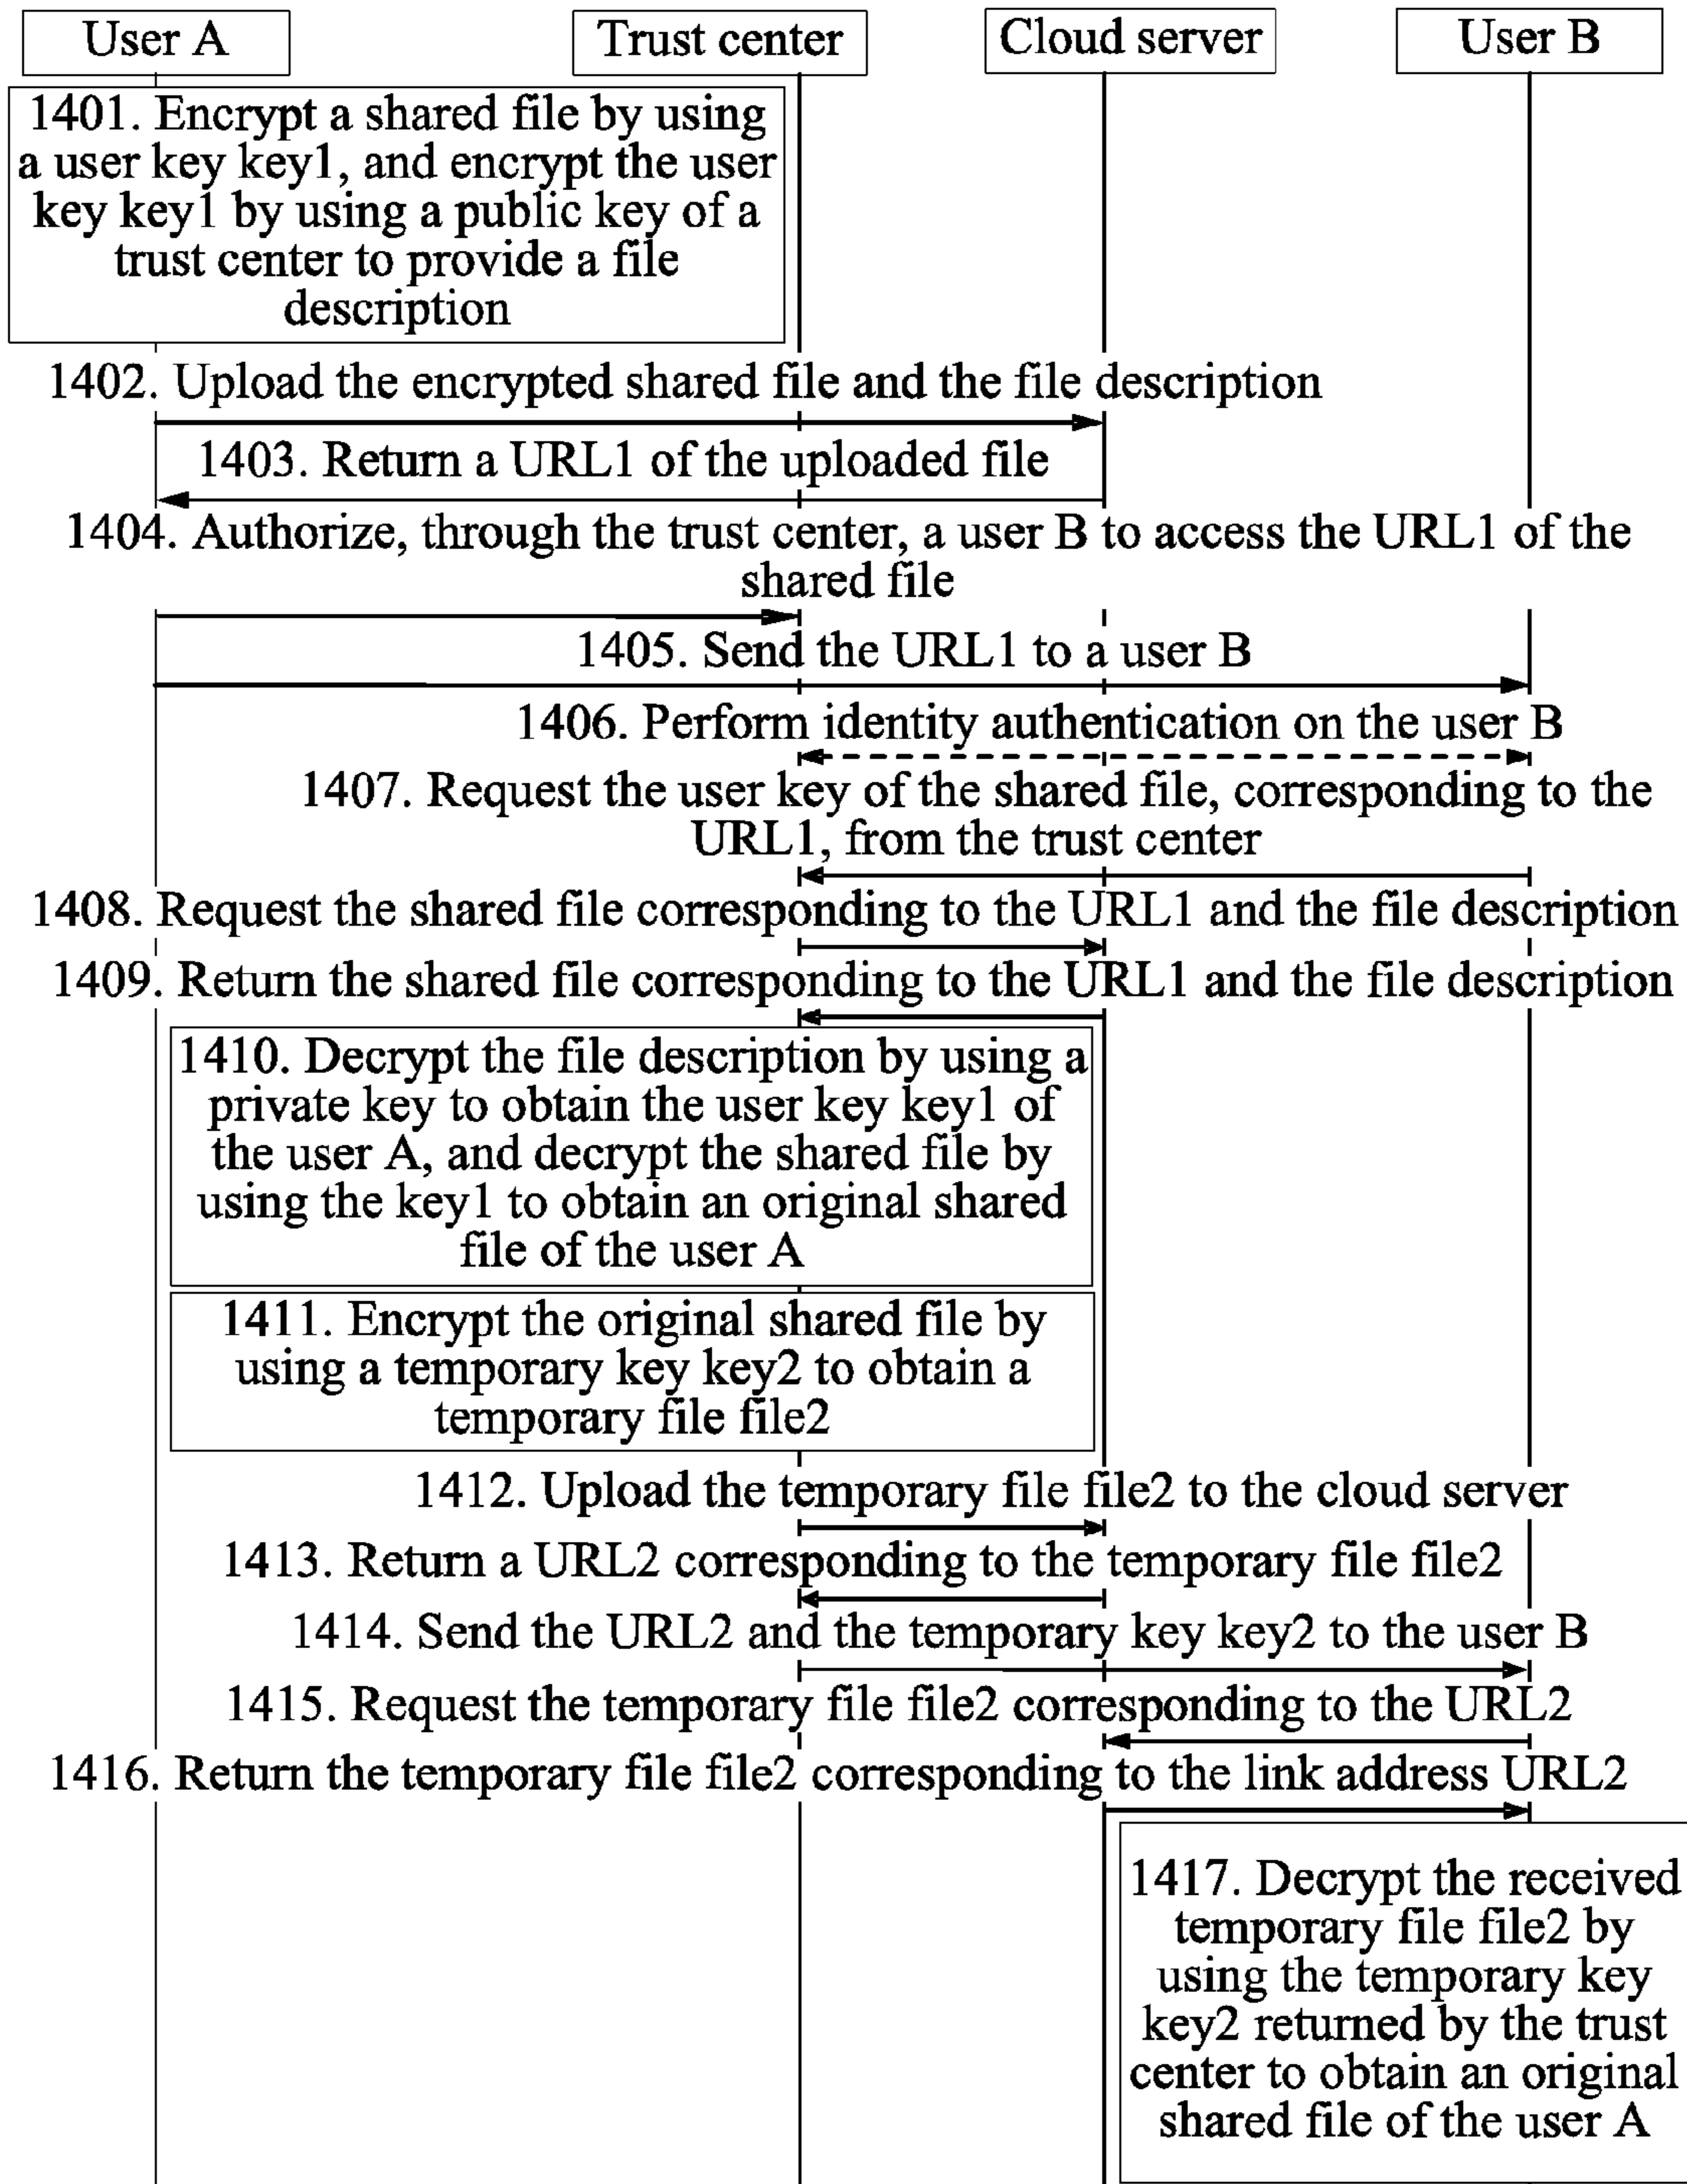 User A
Trust center
Cloud server
User B
1401. Encrypt a shared file by using
a user key key1, and encrypt the user
key key1 by using a public key of a
trust center to provide a file
description
1402. Upload the encrypted shared file and the file description
1403. Return a URL1 of the uploaded file
1404. Authorize, through the trust center, a user B to access the URL1 of the
shared file
1405. Send the URL1 to a user B
1406. Perform identity authentication on the user B
1407. Request the user key of the shared file, corresponding to the
URL1, from the trust center
1408. Request the shared file corresponding to the URL1 and the file description
1409. Return the shared file corresponding to the URL1 and the file description
1410. Decrypt the file description by using a
private key to obtain the user key key1 of
the user A, and decrypt the shared file by
using the key1 to obtain an original shared
file of the user A
1411. Encrypt the original shared file by
using a temporary key key2 to obtain a
temporary file file2
1412. Upload the temporary file file2 to the cloud server
1413. Return a URL2 corresponding to the temporary file file2
1414. Send the URL2 and the temporary key key2 to the user B
1415. Request the temporary file file2 corresponding to the URL2
1416. Return the temporary file file2 corresponding to the link address URL2
1417. Decrypt the received
temporary file file2 by
using the temporary key
key2 returned by the trust
center to obtain an original
shared file of the user A